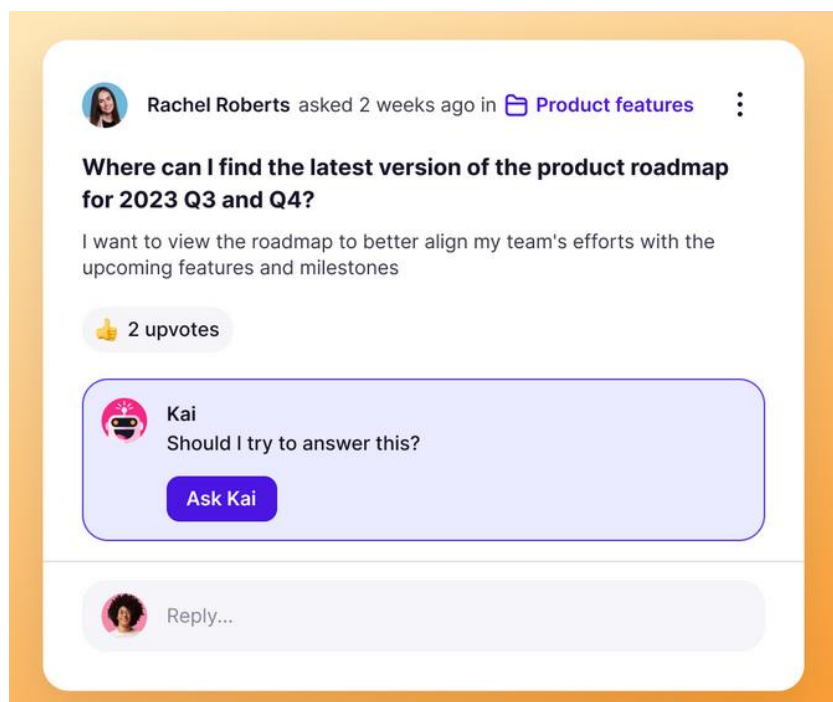 Rachel Roberts asked 2 weeks ago in Product features
Where can I find the latest version of the product roadmap
for 2023 Q3 and Q4?
I want to view the roadmap to better align my team's efforts with the
upcoming features and milestones
👍 2 upvotes
Kai
Should I try to answer this?
Ask Kai
Reply...